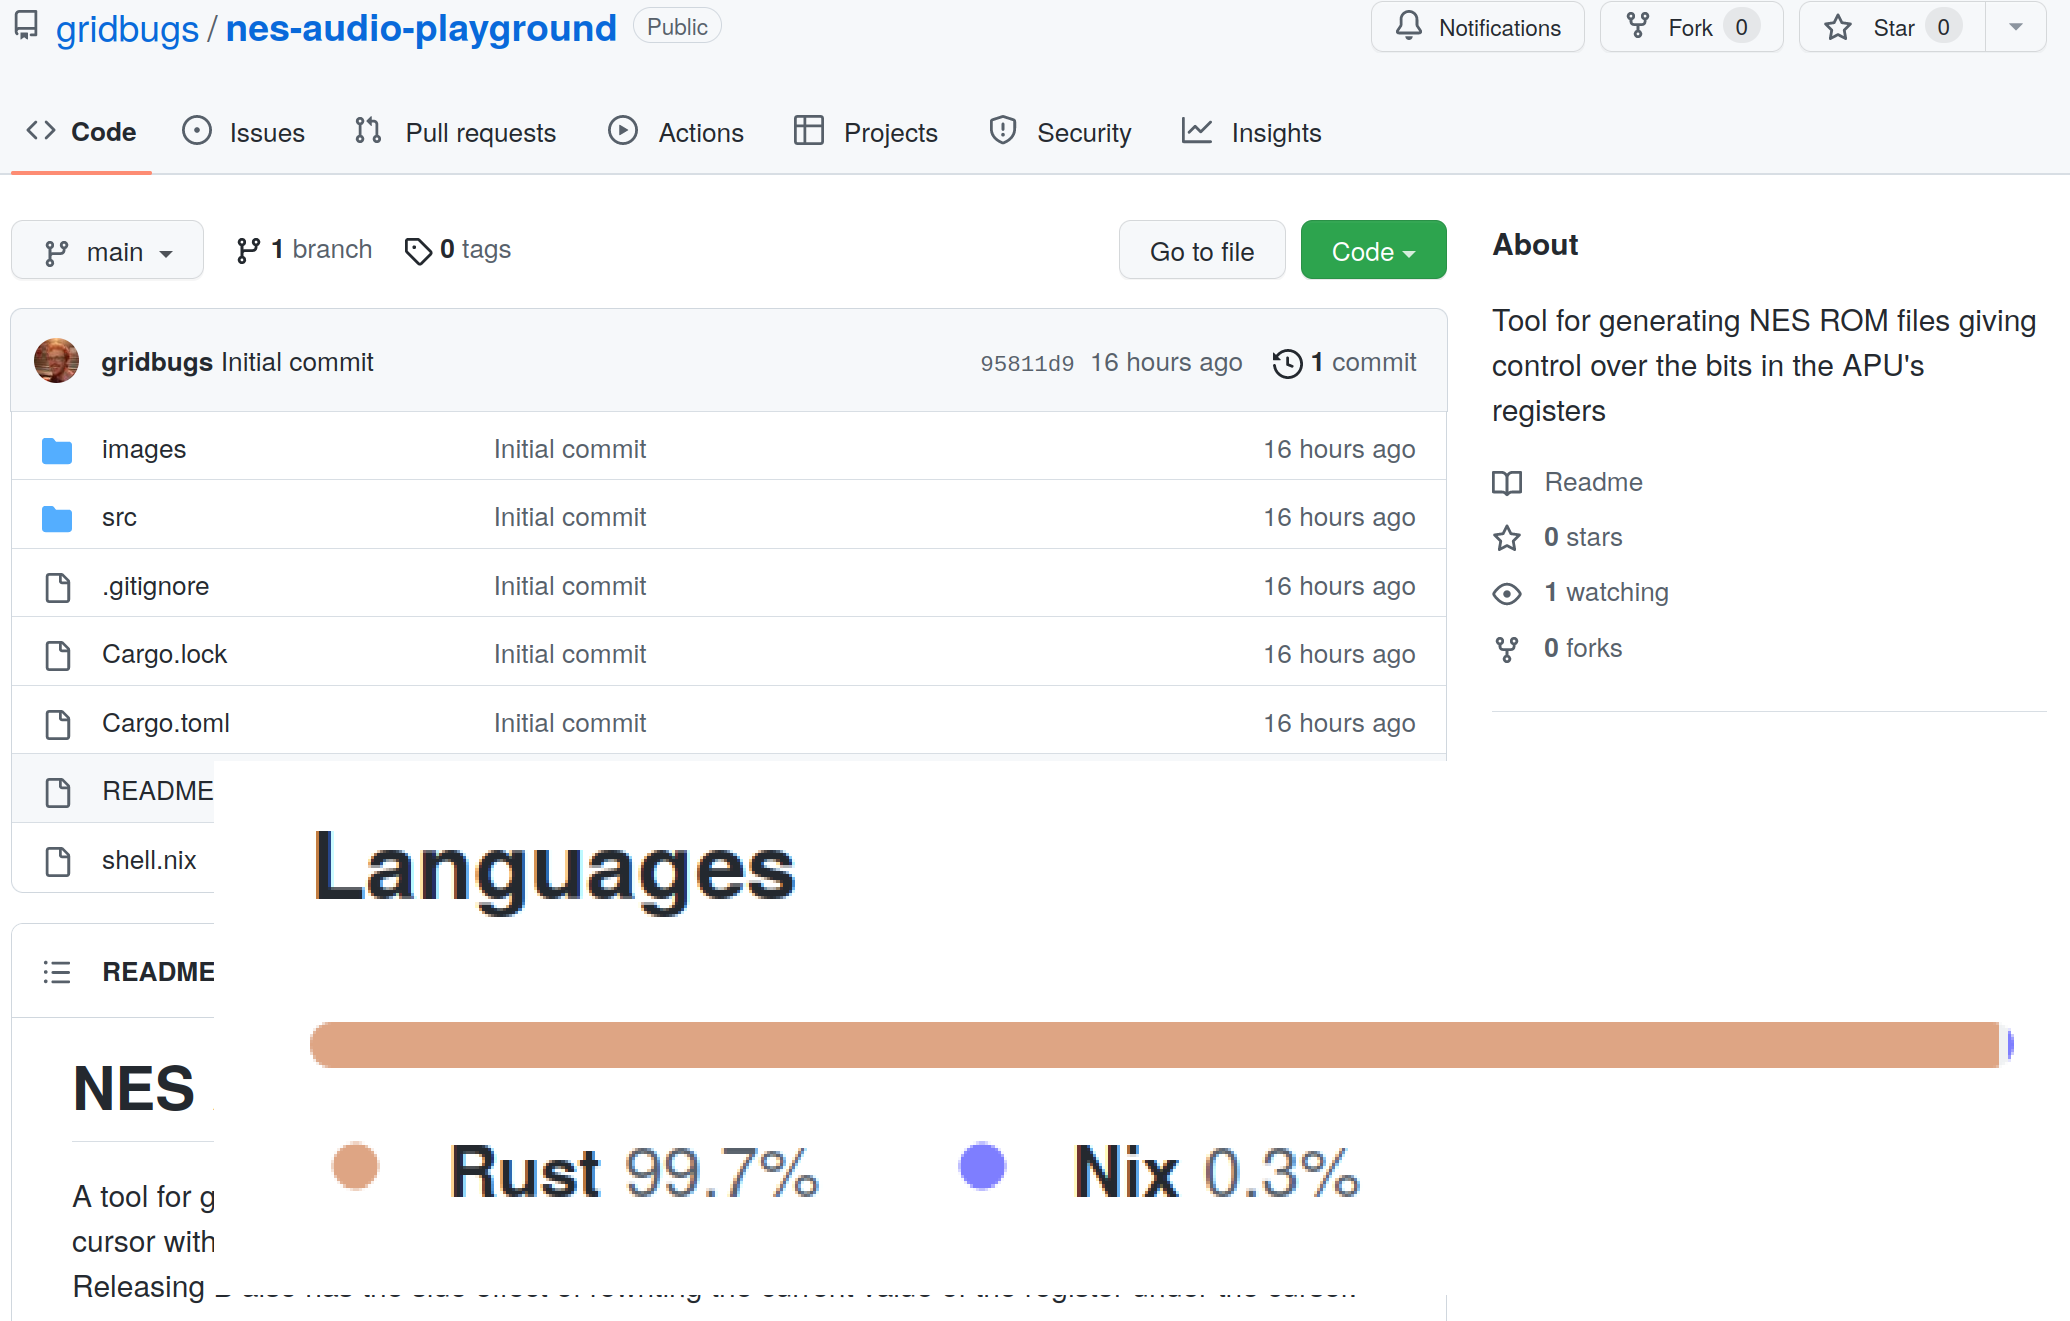 gridbugs / nes-audio-playground Public
Notifications
Fork 0
Star 0
Code
Issues
Pull requests
Actions
Projects
Security
Insights
main
1 branch
0 tags
Go to file
Code
gridbugs Initial commit
95811d9 16 hours ago
1 commit
images Initial commit 16 hours ago
src Initial commit 16 hours ago
.gitignore Initial commit 16 hours ago
Cargo.lock Initial commit 16 hours ago
Cargo.toml Initial commit 16 hours ago
README
shell.nix
README
NES
A tool for g
cursor with
Releasing
About
Tool for generating NES ROM files giving
control over the bits in the APU's
registers
Readme
0 stars
1 watching
0 forks
Languages
Rust 99.7%
Nix 0.3%